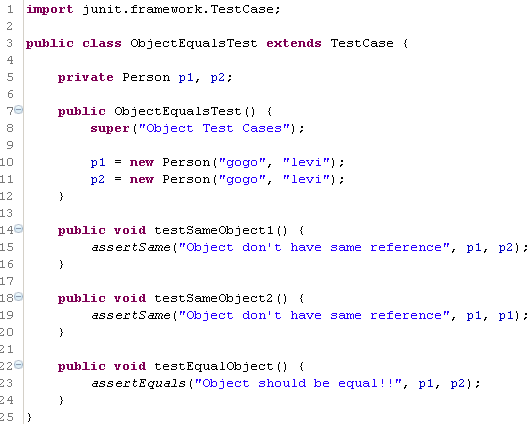 1 import junit.framework.TestCase;
2
3 public class ObjectEqualsTest extends TestCase {
4
5     private Person p1, p2;
6
7     public ObjectEqualsTest() {
8         super("Object Test Cases");
9
10         p1 = new Person("gogo", "levi");
11         p2 = new Person("gogo", "levi");
12     }
13
14     public void testSameObject1() {
15         assertSame("Object don't have same reference", p1, p2);
16     }
17
18     public void testSameObject2() {
19         assertSame("Object don't have same reference", p1, p1);
20     }
21
22     public void testEqualObject() {
23         assertEquals("Object should be equal!!", p1, p2);
24     }
25 }